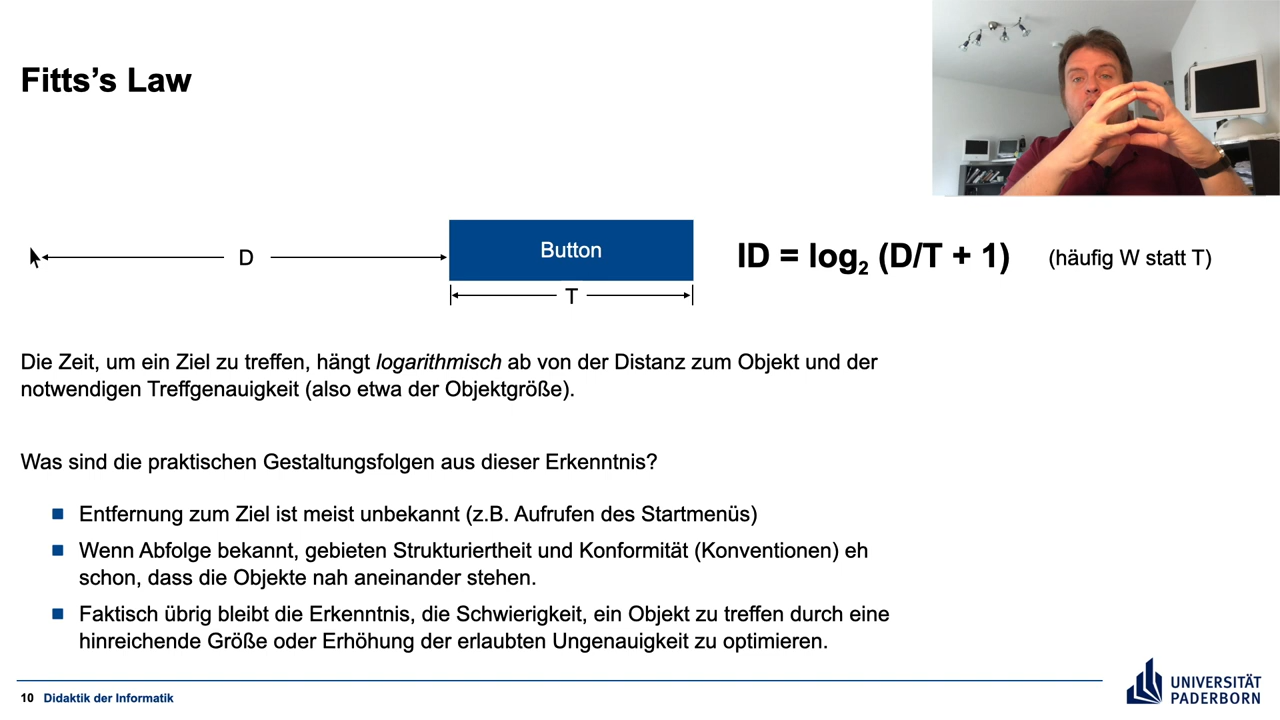 Fitts’s Law
D
Button
T
ID = log₂ (D/T + 1)
(häufig W statt T)
Die Zeit, um ein Ziel zu treffen, hängt logarithmisch ab von der Distanz zum Objekt und der
notwendigen Treffgenauigkeit (also etwa der Objektgröße).
Was sind die praktischen Gestaltungsfolgen aus dieser Erkenntnis?
Entfernung zum Ziel ist meist unbekannt (z.B. Aufrufen des Startmenüs)
Wenn Abfolge bekannt, gebieten Strukturiertheit und Konformität (Konventionen) eh
schon, dass die Objekte nah aneinander stehen.
Faktisch übrig bleibt die Erkenntnis, die Schwierigkeit, ein Objekt zu treffen durch eine
hinreichende Größe oder Erhöhung der erlaubten Ungenauigkeit zu optimieren.
10 Didaktik der Informatik
UNIVERSITÄT
PADERBORN